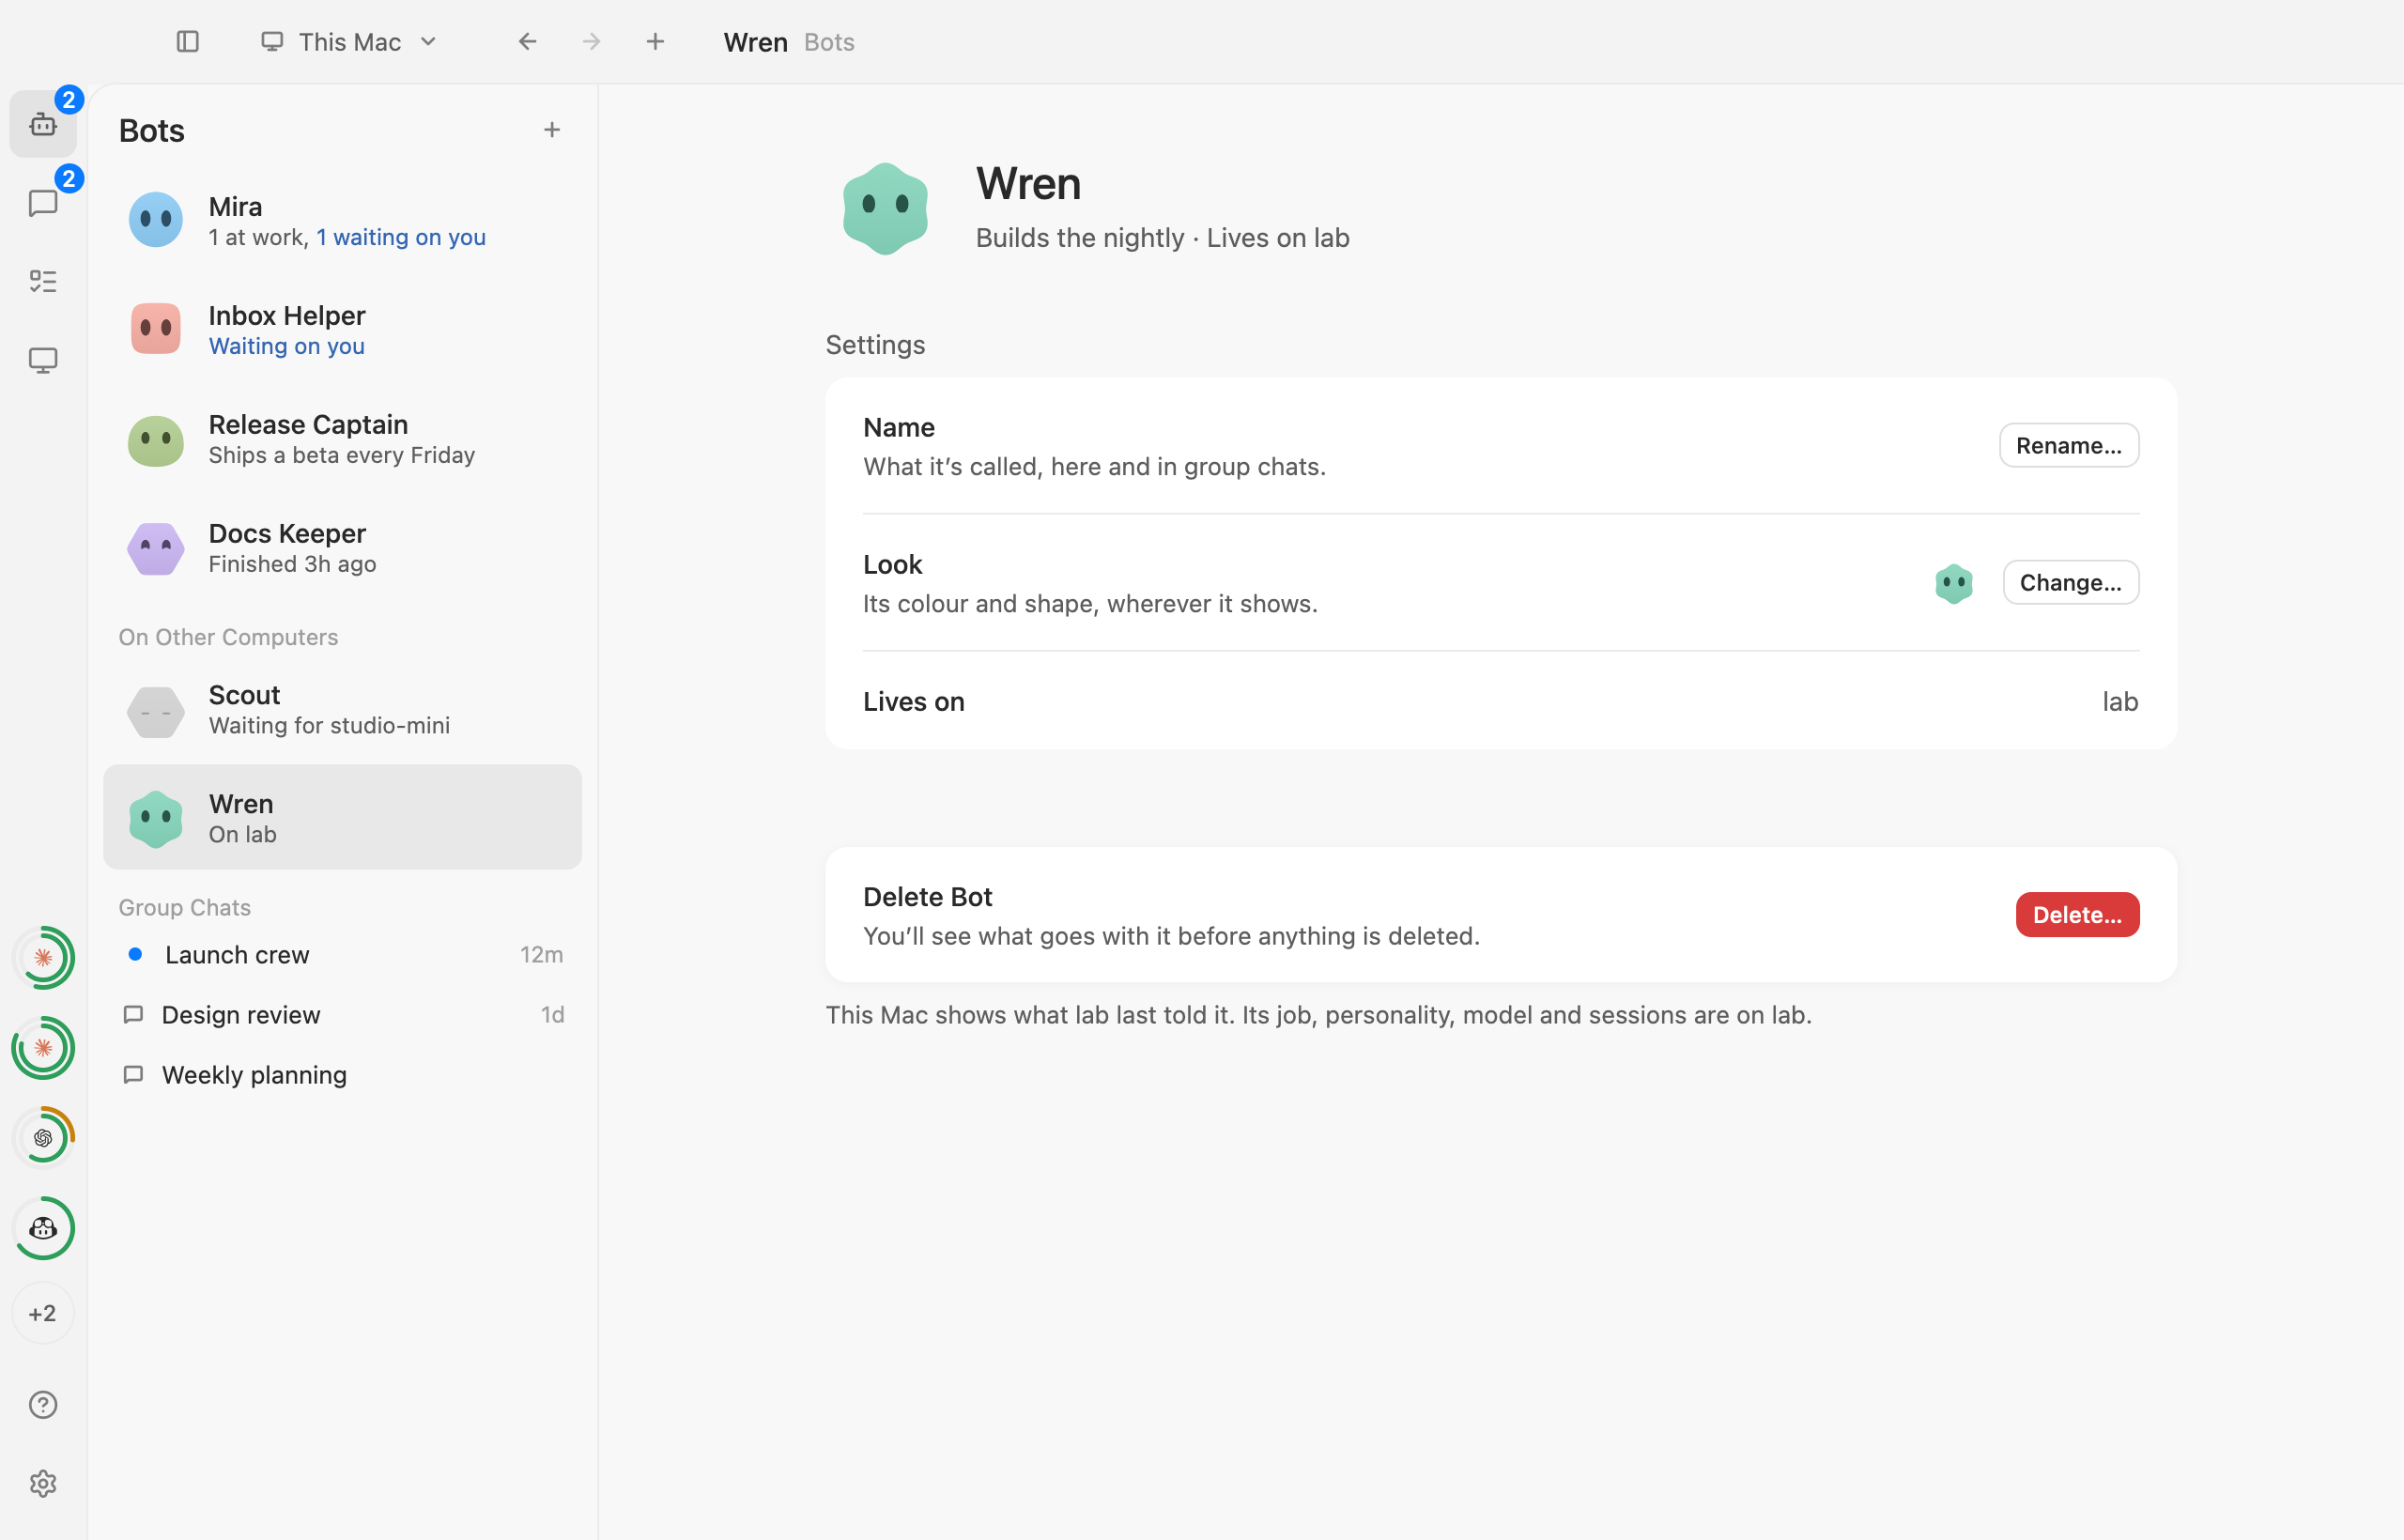 This Mac
Wren Bots
2
2
Bots
Mira
1 at work, 1 waiting on you
Inbox Helper
Waiting on you
Release Captain
Ships a beta every Friday
Docs Keeper
Finished 3h ago
On Other Computers
Scout
Waiting for studio-mini
Wren
On lab
Group Chats
Launch crew 12m
Design review 1d
Weekly planning
+2
Wren
Builds the nightly · Lives on lab
Settings
Name
What it’s called, here and in group chats.
Rename...
Look
Its colour and shape, wherever it shows.
Change...
Lives on lab
Delete Bot
You’ll see what goes with it before anything is deleted.
Delete...
This Mac shows what lab last told it. Its job, personality, model and sessions are on lab.